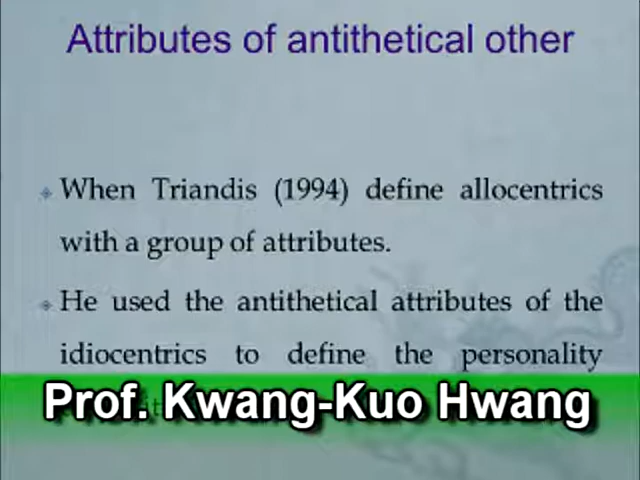 Attributes of antithetical other
When Triandis (1994) define allocentrics
with a group of attributes.
He used the antithetical attributes of the
idiocentrics to define the personality
Prof. Kwang-Kuo Hwang